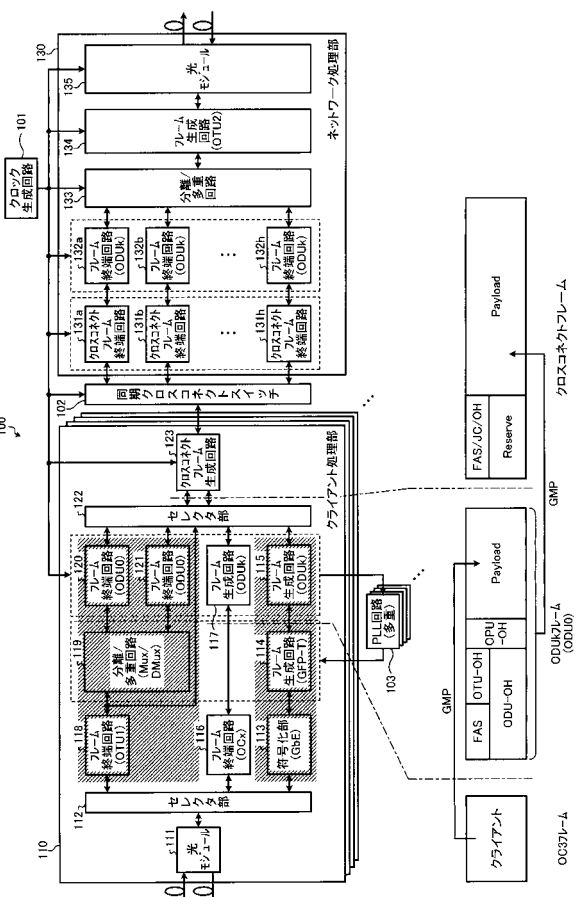 100
クロック
生成回路
101
110
光
モジュール
111
セレクタ部
112
フレーム
終端回路
(OTU1)
118
分離/
多重回路
(Mux/
DMux)
119
フレーム
終端回路
(ODU0)
120
フレーム
終端回路
(ODU0)
121
フレーム
終端回路
(OCx)
116
フレーム
生成回路
(ODUk)
117
符号化部
(GbE)
113
フレーム
生成回路
(GFP-T)
114
フレーム
生成回路
(ODUk)
115
セレクタ部
122
クロスコネクト
フレーム
生成回路
123
クライアント処理部
PLL回路
(多重)
103
同期クロスコネクトスイッチ
102
クロスコネクト
フレーム
終端回路
131a
クロスコネクト
フレーム
終端回路
131b
クロスコネクト
フレーム
終端回路
131h
フレーム
終端回路
(ODUk)
132a
フレーム
終端回路
(ODUk)
132b
フレーム
終端回路
(ODUk)
132h
分離/
多重
回路
133
フレーム
生成回路
(OTU2)
134
光
モジュール
135
130
ネットワーク処理部
クライアント
OC3フレーム
GMP
FAS
OTU-OH
ODU-OH
OPU
-OH
Payload
ODUkフレーム
(ODU0)
GMP
FAS/JC/OH
Reserve
Payload
クロスコネクトフレーム